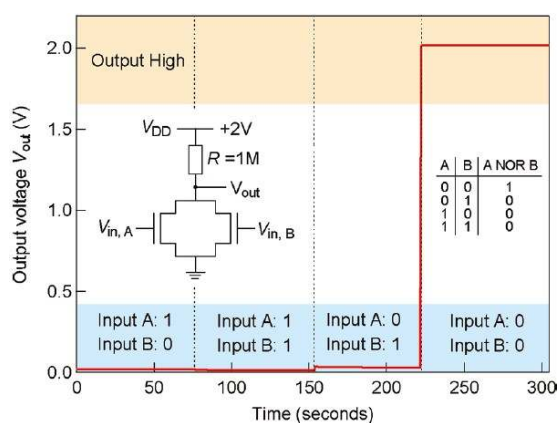 Output High
2.0
1.5
1.0
0.5
0.0
Output voltage Vout (V)
VDD +2V
R =1M
Vout
Vin, A
Vin, B
A B A NOR B
0 0 1
0 1 0
1 0 0
1 1 0
Input A: 1
Input B: 0
Input A: 1
Input B: 1
Input A: 0
Input B: 1
Input A: 0
Input B: 0
0 50 100 150 200 250 300
Time (seconds)